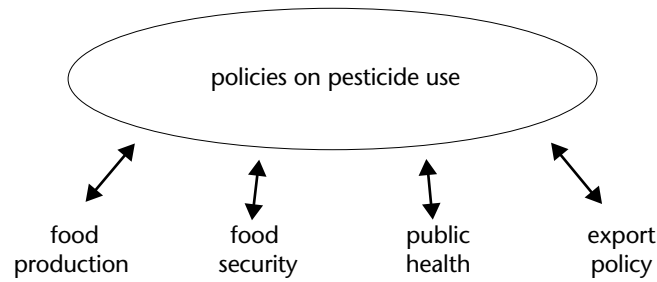 policies on pesticide use
food
production
food
security
public
health
export
policy